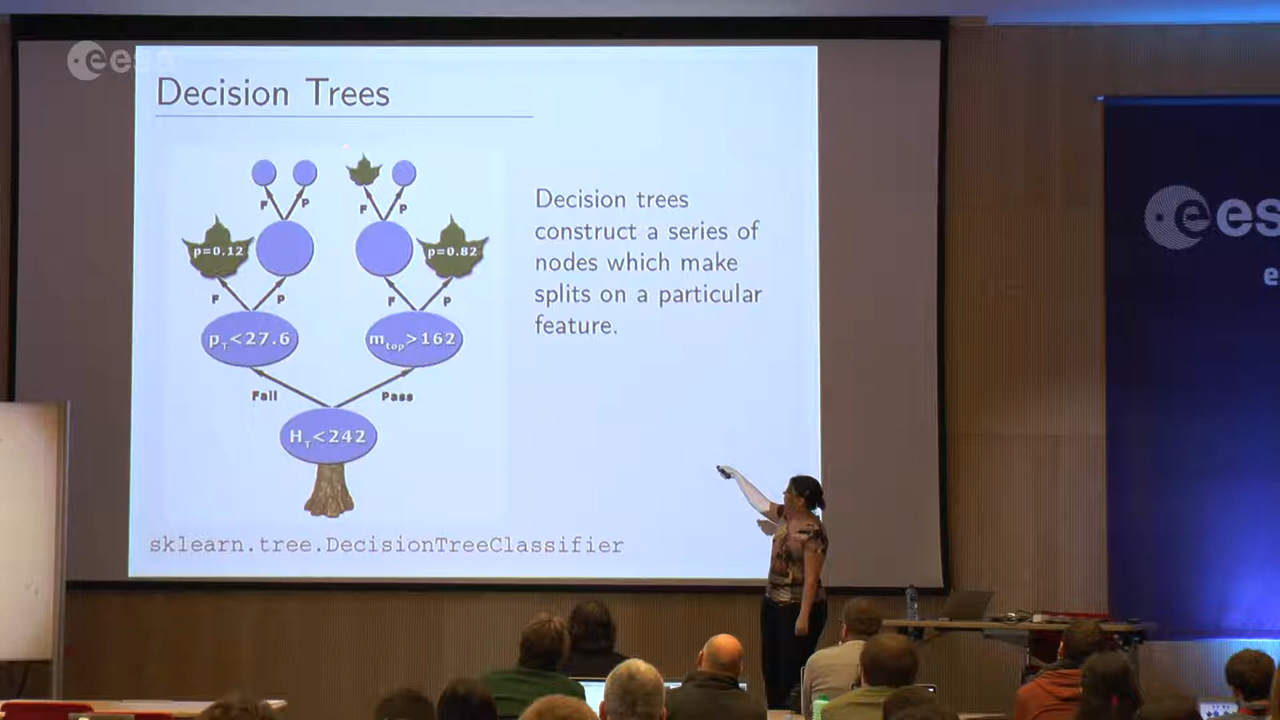 esa
Decision Trees
F P F P
p=0.12 p=0.82
F P F P
pT<27.6 mtop>162
Fail Pass
HT<242
Decision trees
construct a series of
nodes which make
splits on a particular
feature.
sklearn.tree.DecisionTreeClassifier
es
e